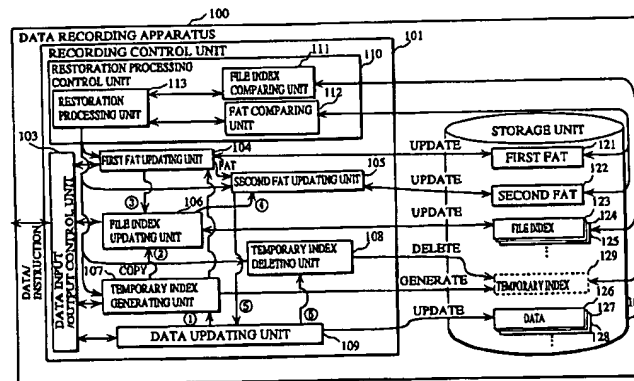 100
DATA RECORDING APPARATUS
101
RECORDING CONTROL UNIT
110
111
RESTORATION PROCESSING
CONTROL UNIT
113
FILE INDEX
COMPARING UNIT
112
RESTORATION
PROCESSING UNIT
FAT COMPARING
UNIT
STORAGE UNIT
103
104
FIRST FAT UPDATING UNIT
FAT
105
UPDATE
121
FIRST FAT
SECOND FAT UPDATING UNIT
UPDATE
122
SECOND FAT
123
③
106
④
UPDATE
124
FILE INDEX
125
FILE INDEX
UPDATING UNIT
②
108
TEMPORARY INDEX
DELETING UNIT
DELETE
129
107
COPY
GENERATE
TEMPORARY INDEX
TEMPORARY INDEX
GENERATING UNIT
126
①
⑤
⑥
UPDATE
127
DATA
128
DATA UPDATING UNIT
109
DATA INPUT
/OUTPUT CONTROL UNIT
DATA/
INSTRUCTION